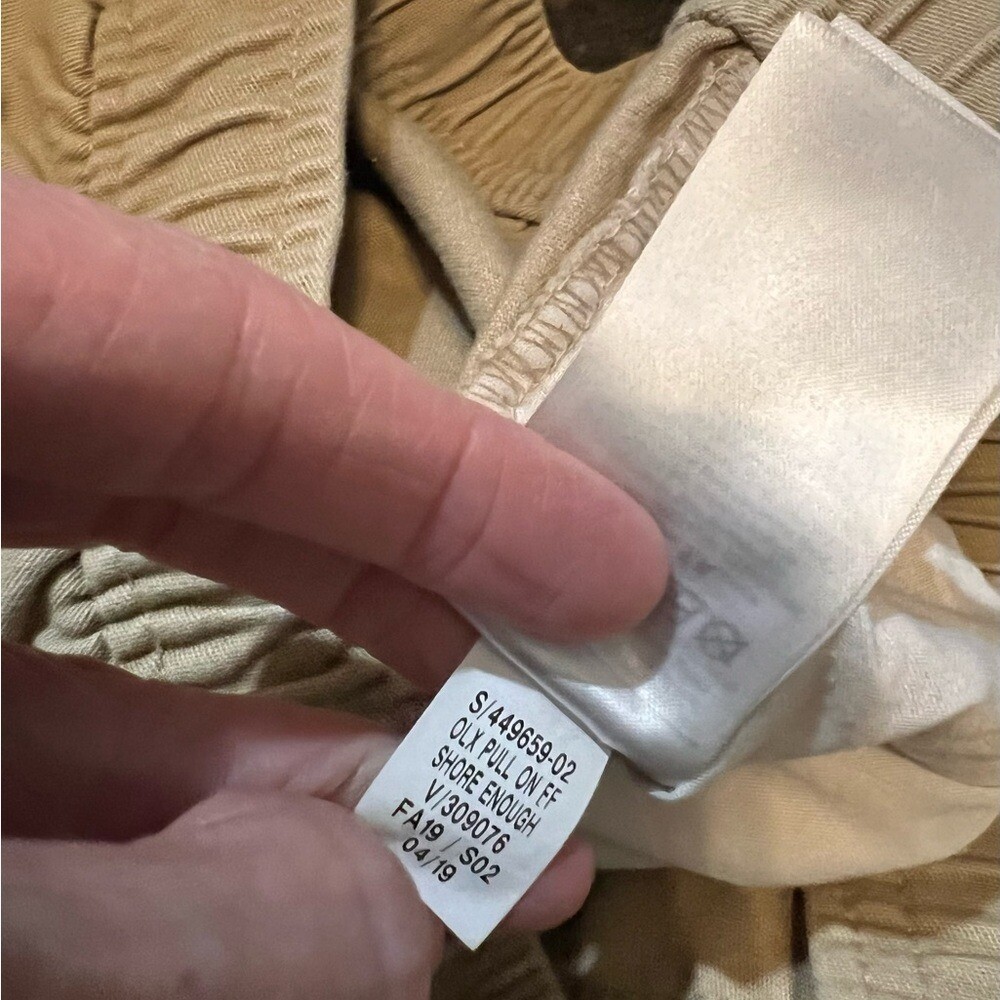 S/449659-02
OLX PULL ON FF
SHORE ENOUGH
V/309076
FA19 / S02
04/19